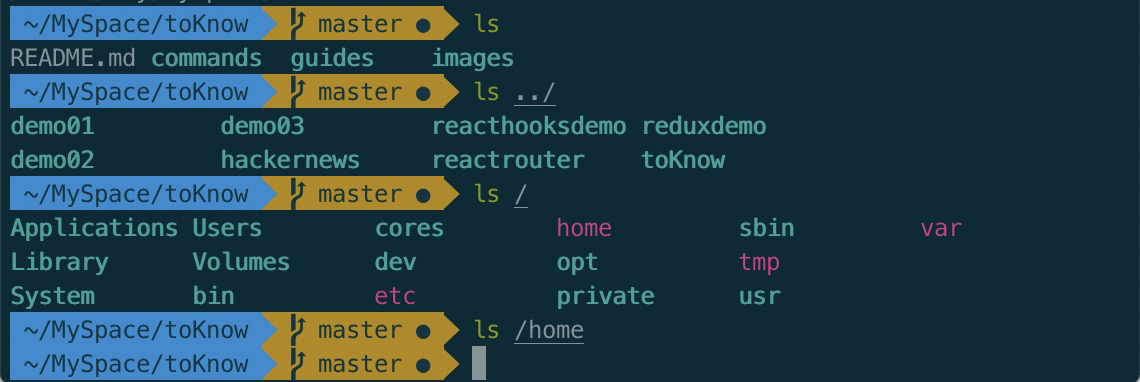 ~/MySpace/toKnow master ● ls
README.md commands guides images
~/MySpace/toKnow master ● ls ../
demo01 demo03 reacthooksdemo reduxdemo
demo02 hackernews reactrouter toKnow
~/MySpace/toKnow master ● ls /
Applications Users cores home sbin var
Library Volumes dev opt tmp
System bin etc private usr
~/MySpace/toKnow master ● ls /home
~/MySpace/toKnow master ●